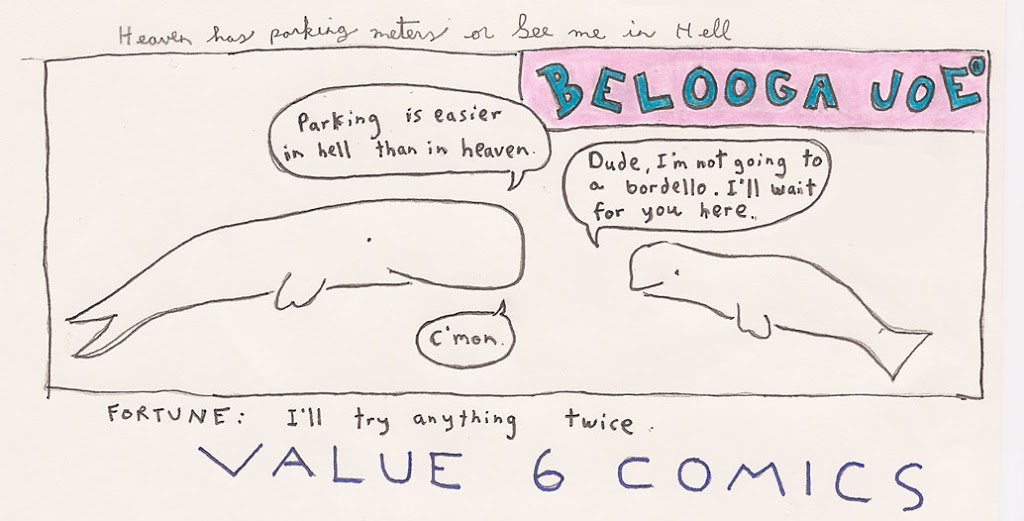 Heaven has parking meters or See me in Hell
BELOOGA JOE®
Parking is easier
in hell than in heaven.
Dude, I'm not going to
a bordello. I'll wait
for you here.
C'mon.
FORTUNE: I'll try anything twice.
VALUE 6 COMICS